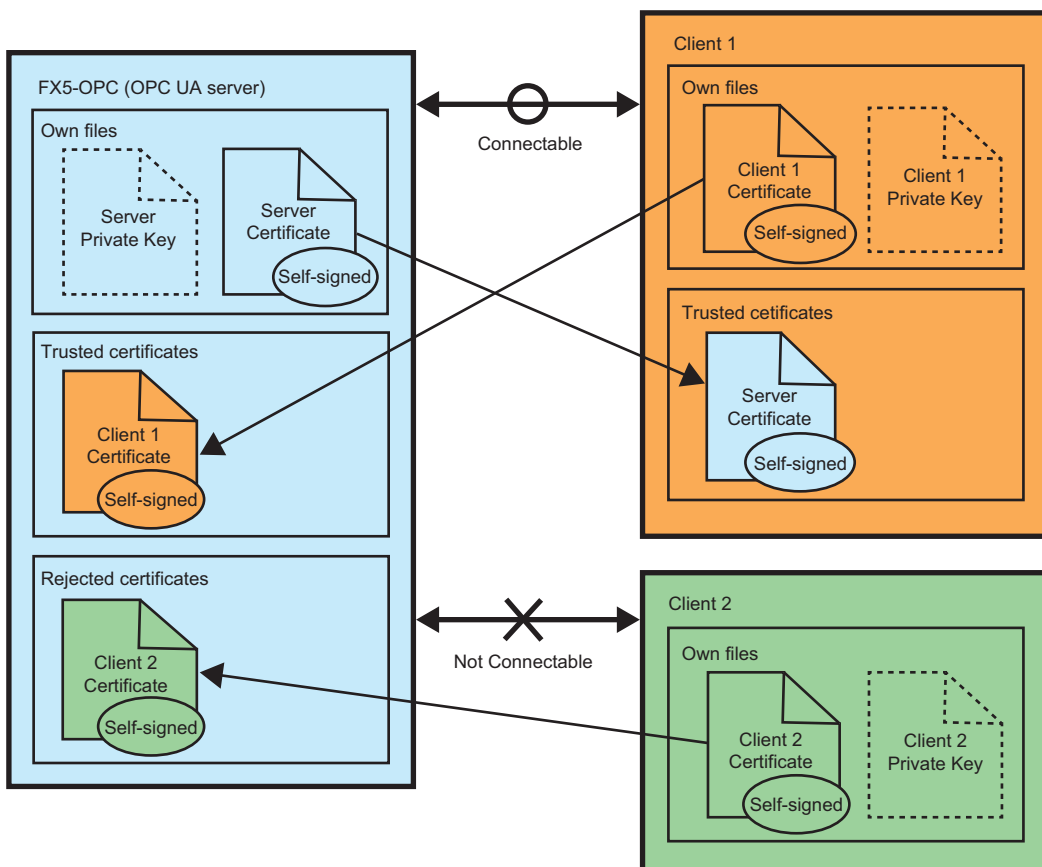 FX5-OPC (OPC UA server)
Own files
Server
Private Key
Server
Certificate
Self-signed
Trusted certificates
Client 1
Certificate
Self-signed
Rejected certificates
Client 2
Certificate
Self-signed
Connectable
Not Connectable
Client 1
Own files
Client 1
Certificate
Self-signed
Client 1
Private Key
Trusted cetificates
Server
Certificate
Self-signed
Client 2
Own files
Client 2
Certificate
Self-signed
Client 2
Private Key